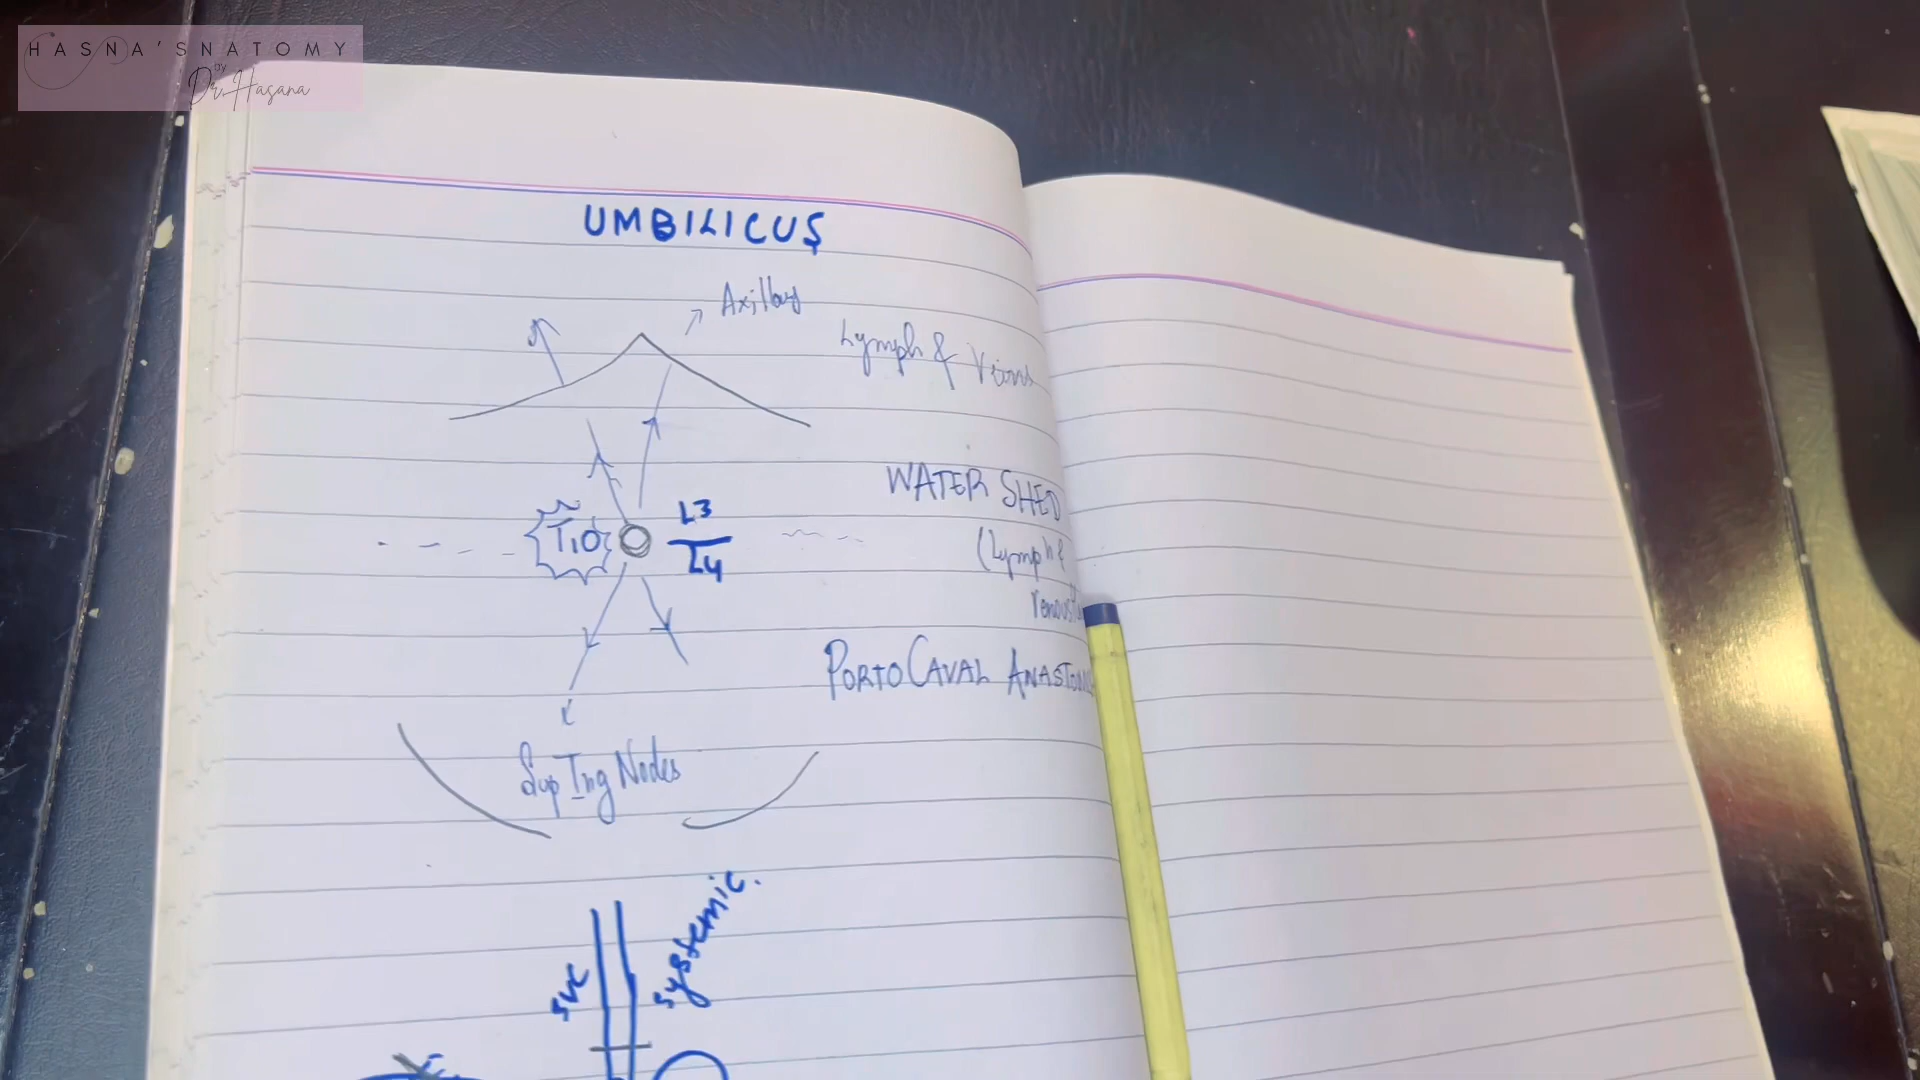 HASNA'SNATOMY
BY
Dr. Hasana
UMBILICUS
Axillary
Lymph & Veins
WATER SHED
(Lymph &
Venous
T10
L3
L4
PORTO CAVAL
Sup Ing Nodes
SVC
Systemic.